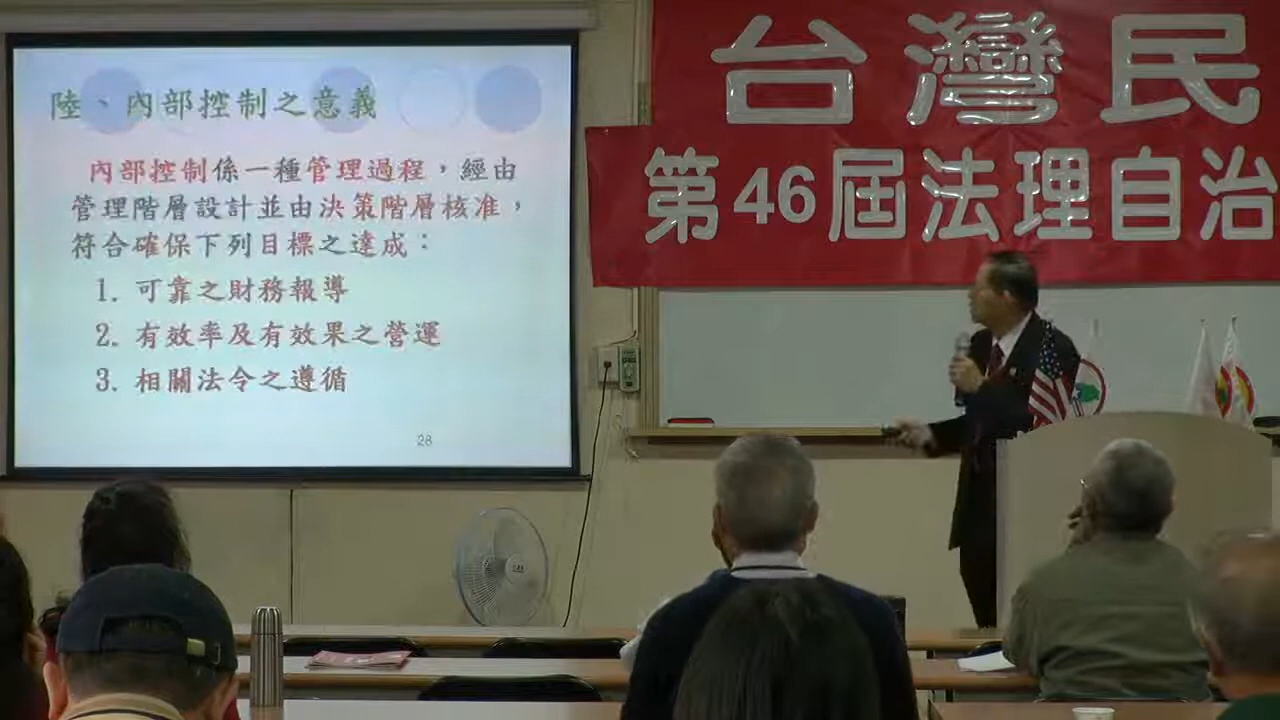 陸、內部控制之意義
內部控制係一種管理過程，經由
管理階層設計並由決策階層核准，
符合確保下列目標之達成：
1. 可靠之財務報導
2. 有效率及有效果之營運
3. 相關法令之遵循
28
台灣民
第46屆法理自治